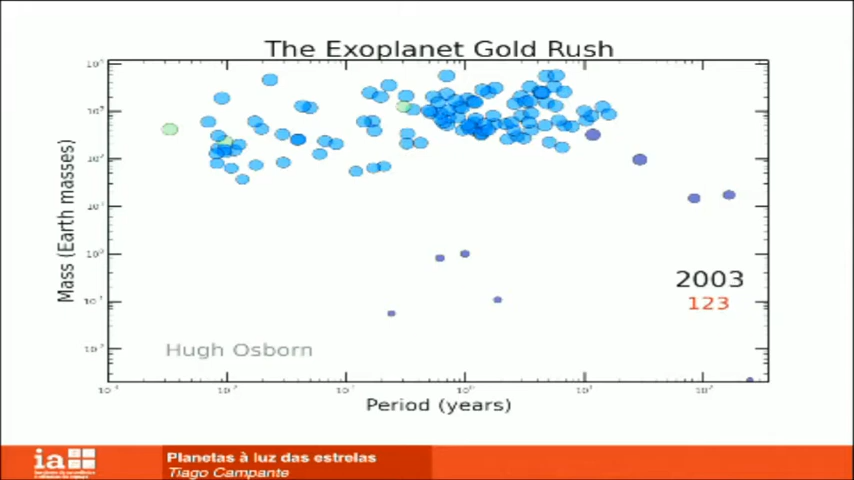 The Exoplanet Gold Rush
Mass (Earth masses)
2003
123
Hugh Osborn
Period (years)
ia
Planetas à luz das estrelas
Tiago Campante